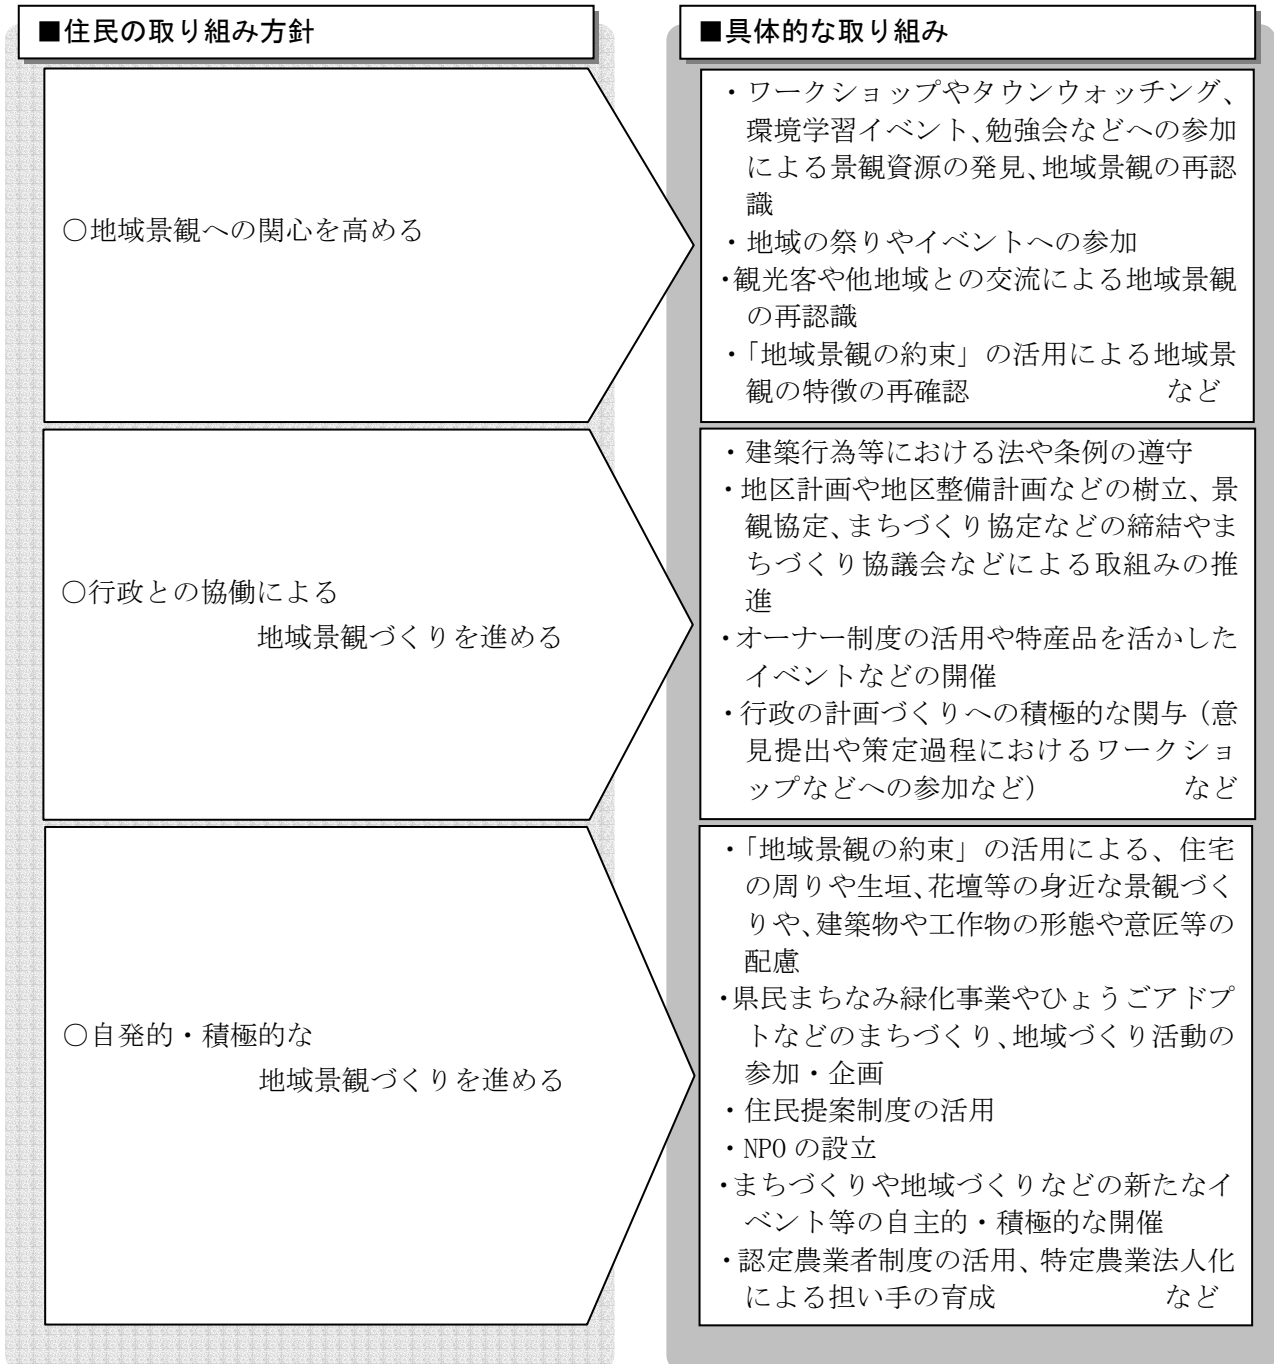 ■住民の取り組み方針
■具体的な取り組み
○地域景観への関心を高める
・ワークショップやタウンウォッチング、
環境学習イベント、勉強会などへの参加
による景観資源の発見、地域景観の再認
識
・地域の祭りやイベントへの参加
・観光客や他地域との交流による地域景観
の再認識
・「地域景観の約束」の活用による地域景
観の特徴の再確認 など
○行政との協働による
地域景観づくりを進める
・建築行為等における法や条例の遵守
・地区計画や地区整備計画などの樹立、景
観協定、まちづくり協定などの締結やま
ちづくり協議会などによる取組みの推
進
・オーナー制度の活用や特産品を活かした
イベントなどの開催
・行政の計画づくりへの積極的な関与（意
見提出や策定過程におけるワークショ
ップなどへの参加など） など
○自発的・積極的な
地域景観づくりを進める
・「地域景観の約束」の活用による、住宅
の周りや生垣、花壇等の身近な景観づく
りや、建築物や工作物の形態や意匠等の
配慮
・県民まちなみ緑化事業やひょうごアドプ
トなどのまちづくり、地域づくり活動の
参加・企画
・住民提案制度の活用
・NPO の設立
・まちづくりや地域づくりなどの新たなイ
ベント等の自主的・積極的な開催
・認定農業者制度の活用、特定農業法人化
による担い手の育成 など